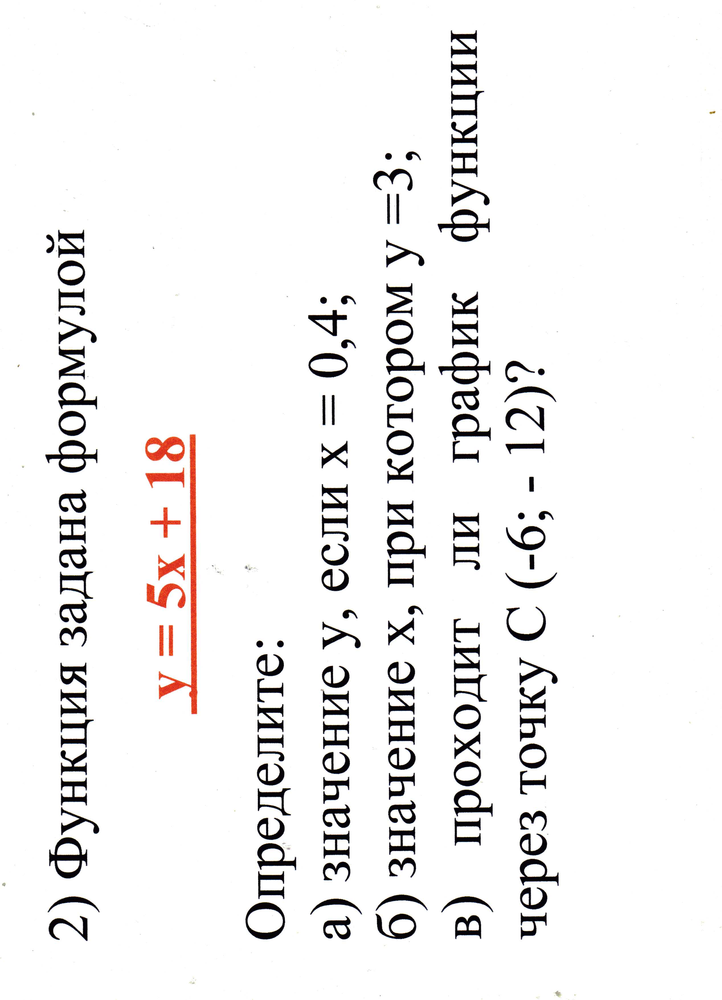 2) Функция задана формулой
у = 5х + 18
Определите:
а) значение у, если х = 0,4;
б) значение х, при котором у =3;
в) проходит ли график функции
через точку С (-6; - 12)?